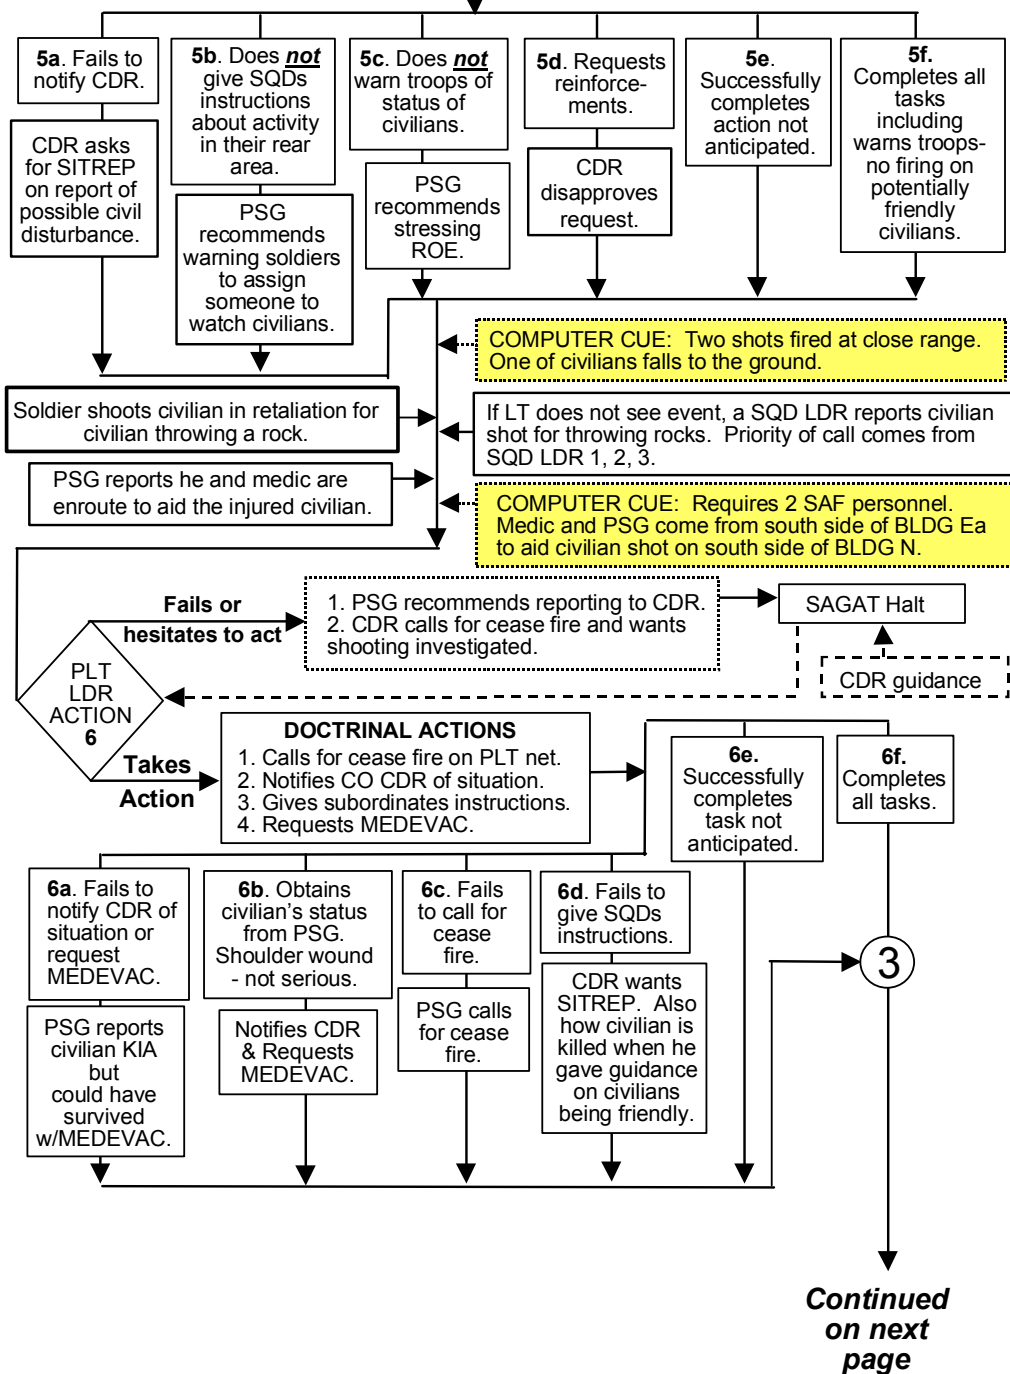 5a. Fails to
notify CDR.
CDR asks
for SITREP
on report of
possible civil
disturbance.
5b. Does not
give SQDs
instructions
about activity
in their rear
area.
PSG
recommends
warning soldiers
to assign
someone to
watch civilians.
5c. Does not
warn troops of
status of
civilians.
PSG
recommends
stressing
ROE.
5d. Requests
reinforce-
ments.
CDR
disapproves
request.
5e.
Successfully
completes
action not
anticipated.
5f.
Completes all
tasks
including
warns troops-
no firing on
potentially
friendly
civilians.
COMPUTER CUE: Two shots fired at close range.
One of civilians falls to the ground.
Soldier shoots civilian in retaliation for
civilian throwing a rock.
If LT does not see event, a SQD LDR reports civilian
shot for throwing rocks. Priority of call comes from
SQD LDR 1, 2, 3.
PSG reports he and medic are
enroute to aid the injured civilian.
COMPUTER CUE: Requires 2 SAF personnel.
Medic and PSG come from south side of BLDG Ea
to aid civilian shot on south side of BLDG N.
Fails or
hesitates to act
1. PSG recommends reporting to CDR.
2. CDR calls for cease fire and wants
shooting investigated.
SAGAT Halt
CDR guidance
PLT
LDR
ACTION
6
Takes
Action
DOCTRINAL ACTIONS
1. Calls for cease fire on PLT net.
2. Notifies CO CDR of situation.
3. Gives subordinates instructions.
4. Requests MEDEVAC.
6e.
Successfully
completes
task not
anticipated.
6f.
Completes
all tasks.
6a. Fails to
notify CDR of
situation or
request
MEDEVAC.
PSG reports
civilian KIA
but
could have
survived
w/MEDEVAC.
6b. Obtains
civilian's status
from PSG.
Shoulder wound
- not serious.
Notifies CDR
& Requests
MEDEVAC.
6c. Fails
to call for
cease
fire.
PSG calls
for cease
fire.
6d. Fails to
give SQDs
instructions.
CDR wants
SITREP. Also
how civilian is
killed when he
gave guidance
on civilians
being friendly.
3
Continued
on next
page